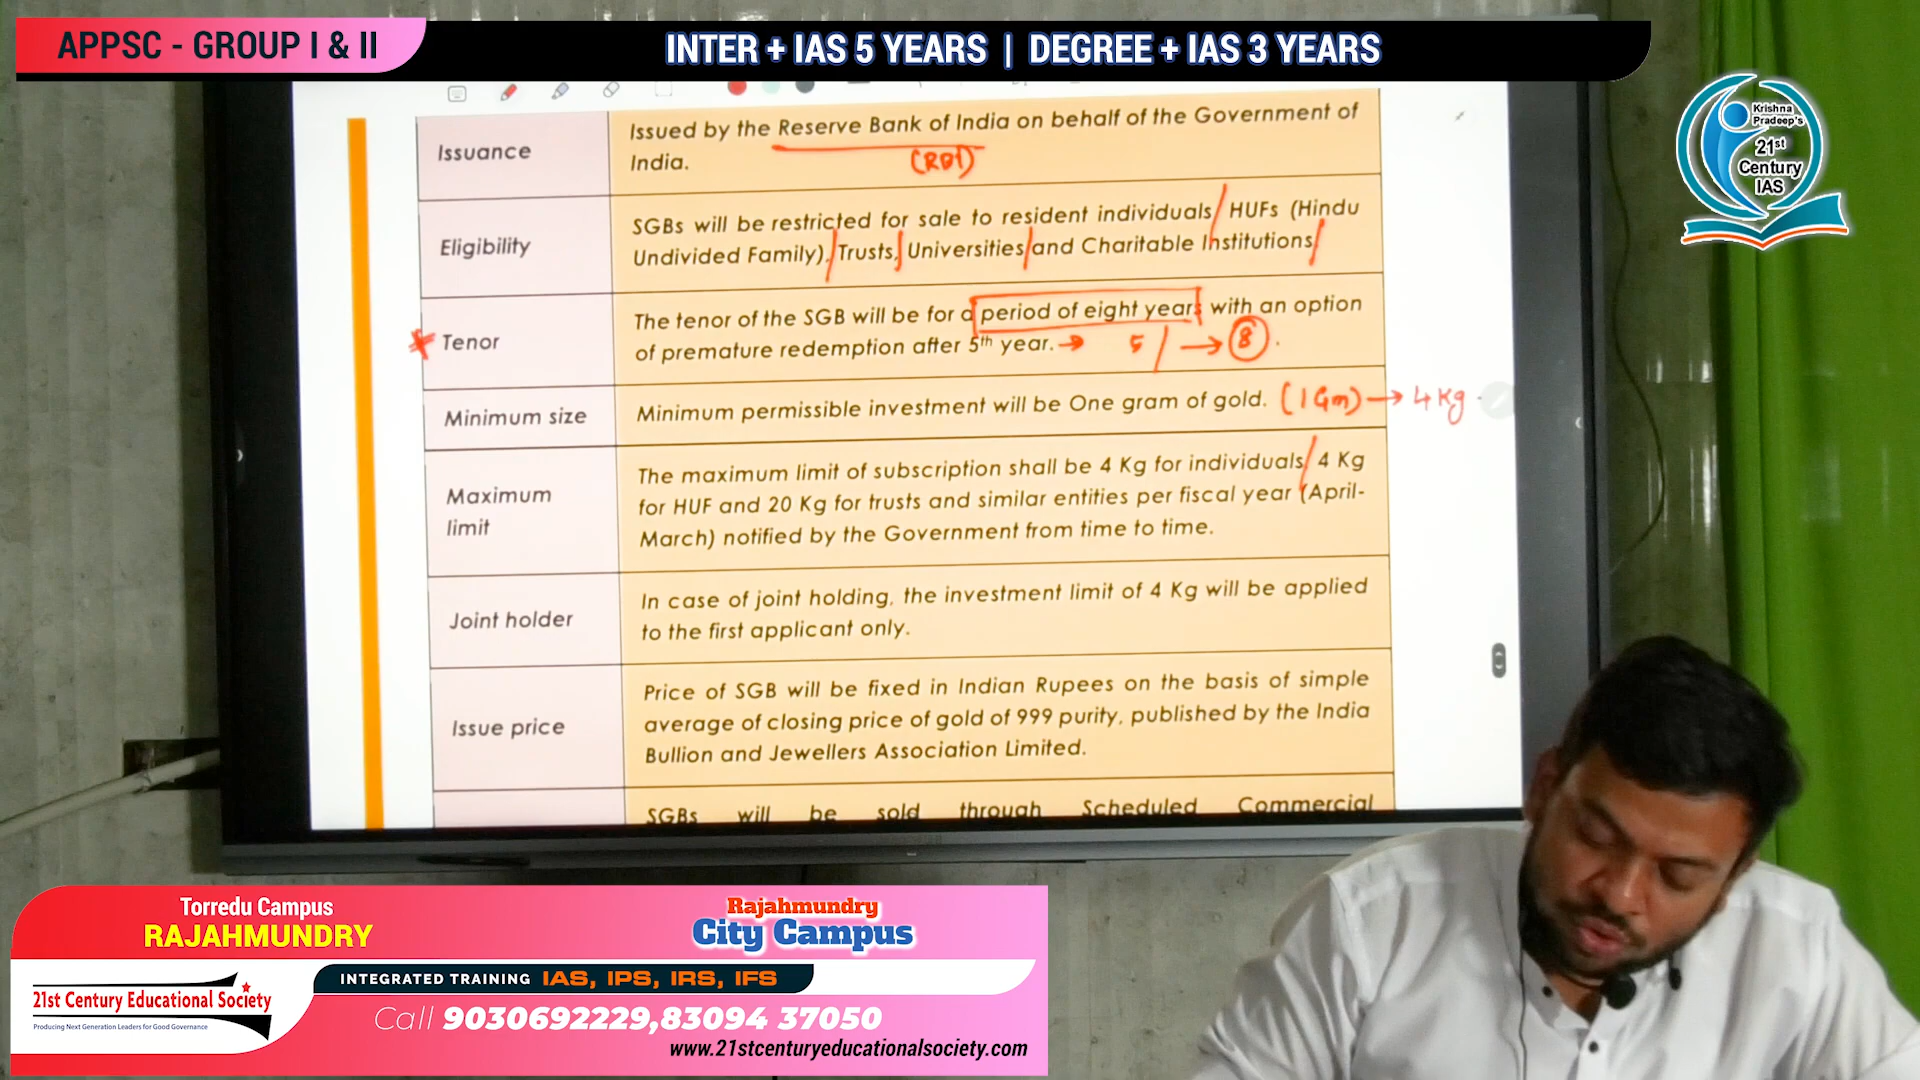 APPSC - GROUP I & II
INTER + IAS 5 YEARS | DEGREE + IAS 3 YEARS
Krishna
Pradeep's
21st
Century
IAS
Issuance
Issued by the Reserve Bank of India on behalf of the Government of
India.
(RBI)
Eligibility
SGBs will be restricted for sale to resident individuals/ HUFs (Hindu
Undivided Family), Trusts, Universities and Charitable Institutions
Tenor
The tenor of the SGB will be for a period of eight years with an option
of premature redemption after 5th year. → 5 / → 8
Minimum size
Minimum permissible investment will be One gram of gold. (1 Gm) → 4 Kg
Maximum
limit
The maximum limit of subscription shall be 4 Kg for individuals, 4 Kg
for HUF and 20 Kg for trusts and similar entities per fiscal year (April-
March) notified by the Government from time to time.
Joint holder
In case of joint holding, the investment limit of 4 Kg will be applied
to the first applicant only.
Issue price
Price of SGB will be fixed in Indian Rupees on the basis of simple
average of closing price of gold of 999 purity, published by the India
Bullion and Jewellers Association Limited.
SGBs will be sold through Scheduled Commercial
Torredu Campus
RAJAHMUNDRY
Rajahmundry
City Campus
INTEGRATED TRAINING IAS, IPS, IRS, IFS
21st Century Educational Society
Producing Next Generation Leaders for Good Governance
Call 9030692229,83094 37050
www.21stcenturyeducationalsociety.com